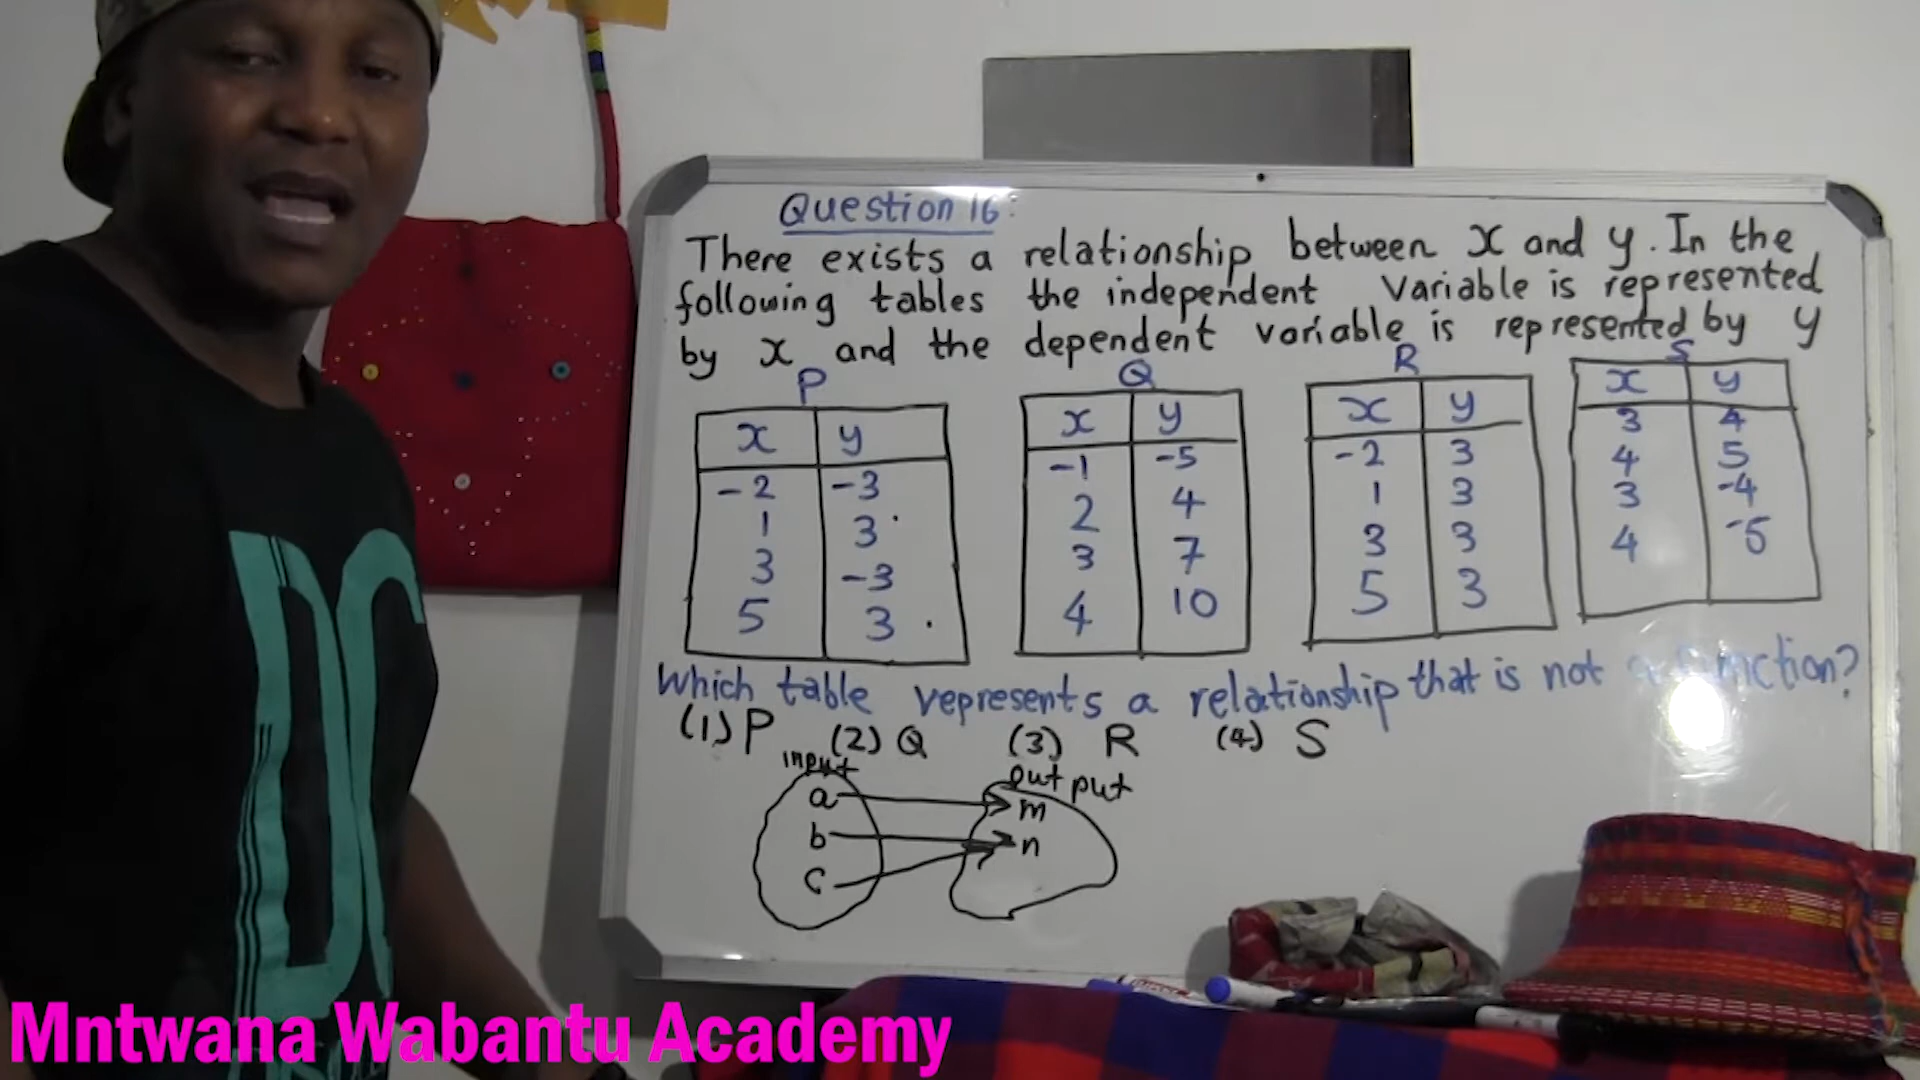 Question 16:
There exists a relationship between x and y. In the
following tables the independent variable is represented
by x and the dependent variable is represented by y
P
x y
-2 -3
1 3
3 -3
5 3
Q
x y
-1 -5
2 4
3 7
4 10
R
x y
-2 3
1 3
3 3
5 3
S
x y
3 4
4 5
3 -4
4 -5
Which table represents a relationship that is not a function?
(1) P (2) Q (3) R (4) S
input output
a m
b n
c
DC
Mntwana Wabantu Academy